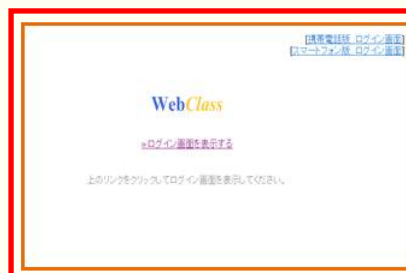 [携帯電話版 ログイン画面]
[スマートフォン版 ログイン画面]
WebClass
»ログイン画面を表示する
上のリンクをクリックしてログイン画面を表示してください。